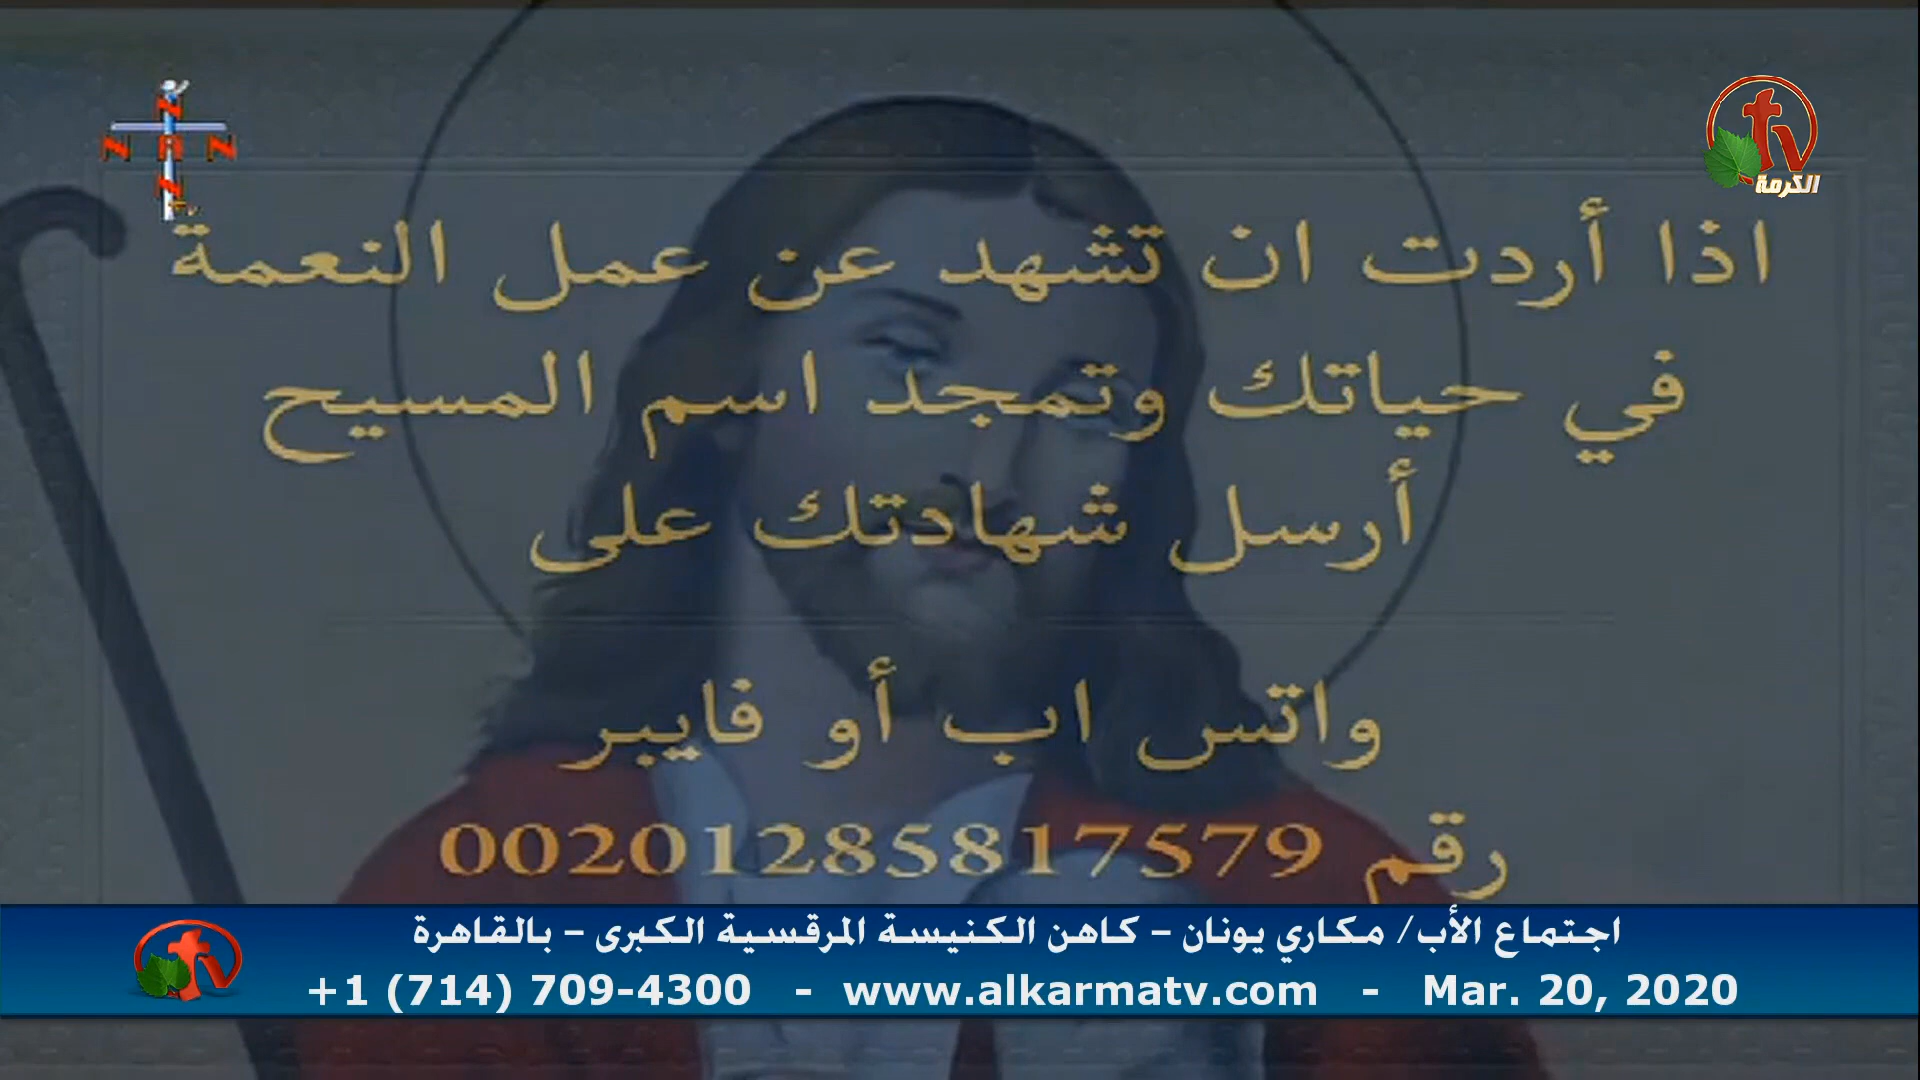 N
N A N
N
T
V
tv
الكرمة
اذا أردت ان تشهد عن عمل النعمة
في حياتك وتمجد اسم المسيح
أرسل شهادتك على
واتس اب أو فايبر
رقم 00201285817579
اجتماع الأب/ مكاري يونان – كاهن الكنيسة المرقسية الكبرى – بالقاهرة
tv
+1 (714) 709-4300 - www.alkarmatv.com - Mar. 20, 2020